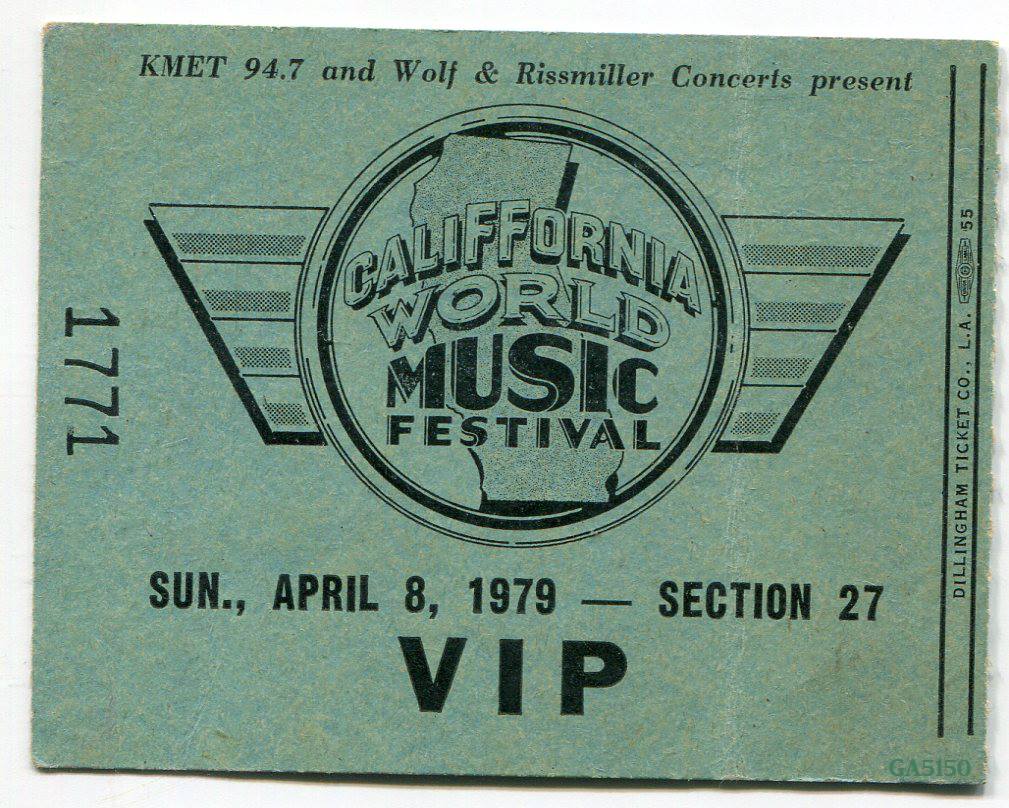 KMET 94.7 and Wolf & Rissmiller Concerts present
CALIFFORNIA
WORLD
MUSIC
FESTIVAL
1771
SUN., APRIL 8, 1979 — SECTION 27
VIP
DILLINGHAM TICKET CO., L.A. 55
GA5150